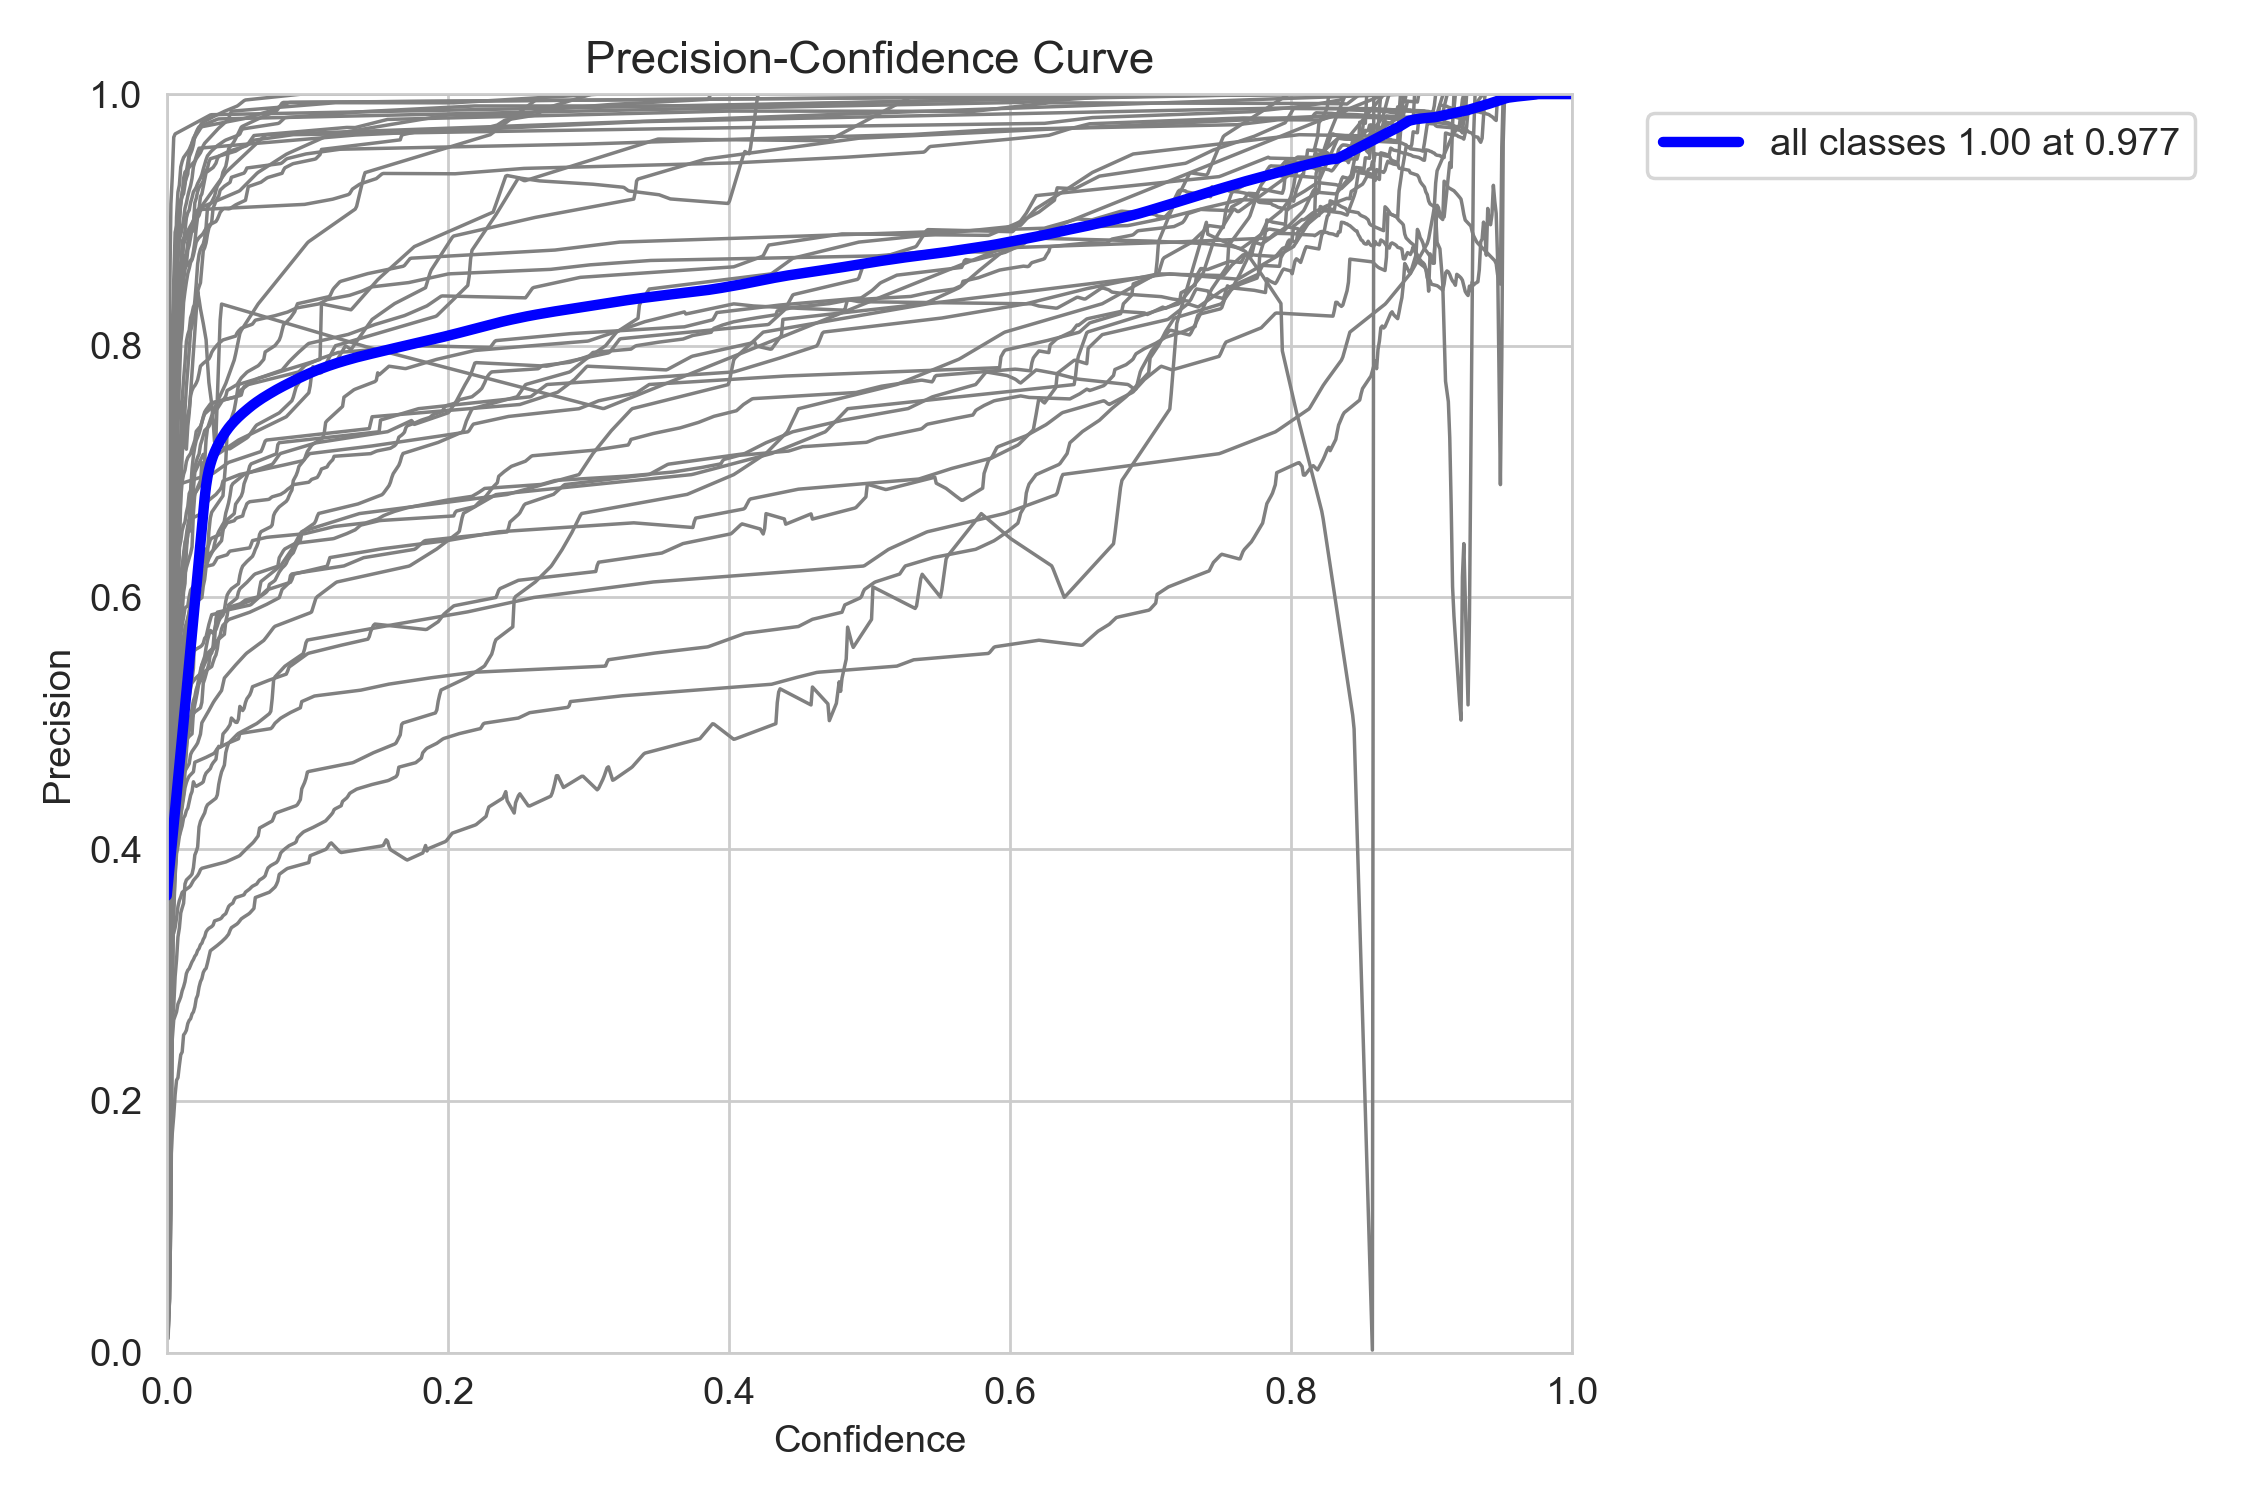 Precision-Confidence Curve
1.0
0.8
0.6
0.4
0.2
0.0
Precision
0.0 0.2 0.4 0.6 0.8 1.0
Confidence
all classes 1.00 at 0.977